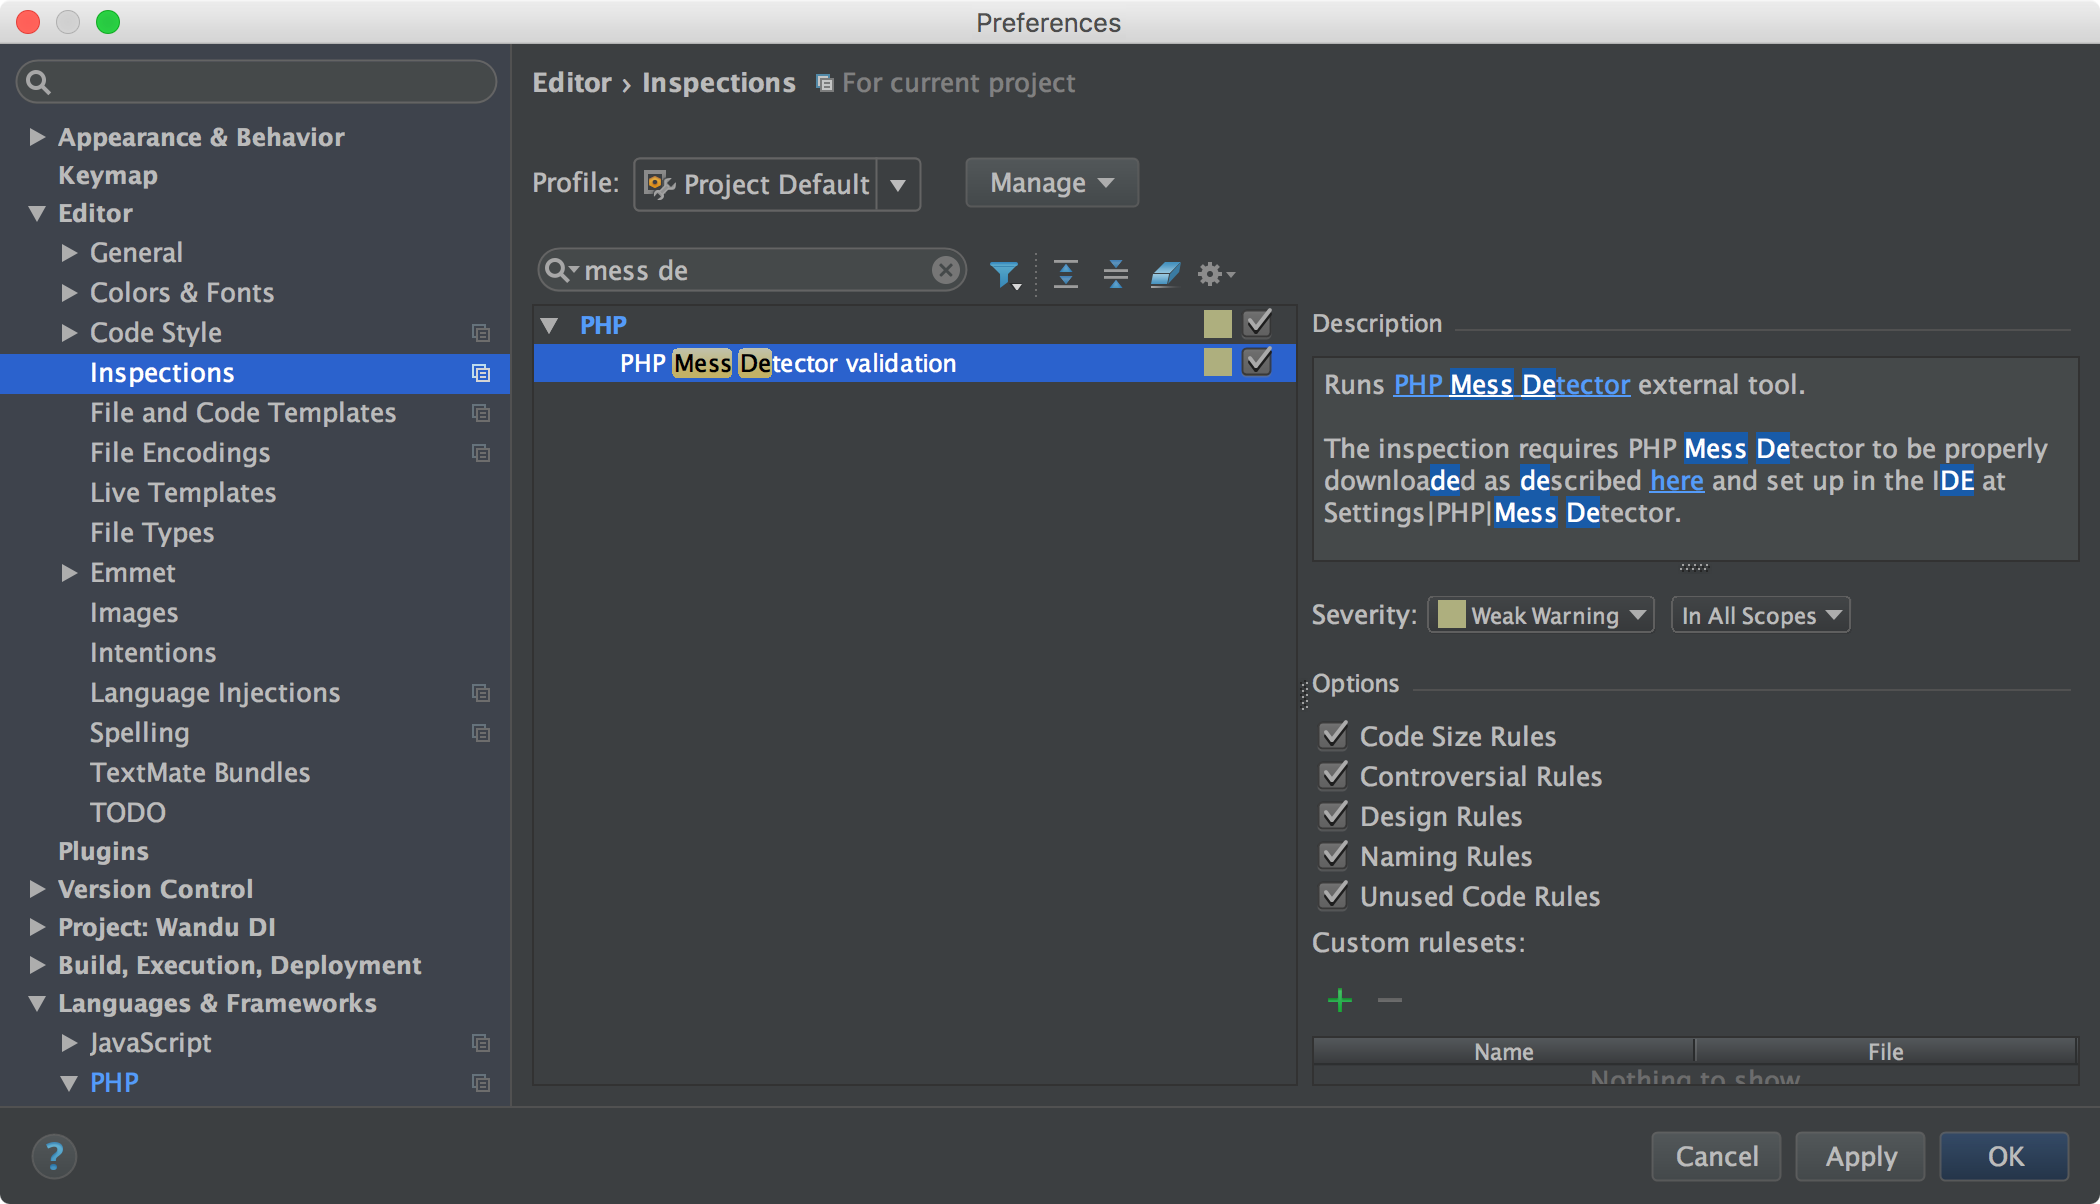 Preferences
Appearance & Behavior
Keymap
Editor
General
Colors & Fonts
Code Style
Inspections
File and Code Templates
File Encodings
Live Templates
File Types
Emmet
Images
Intentions
Language Injections
Spelling
TextMate Bundles
TODO
Plugins
Version Control
Project: Wandu DI
Build, Execution, Deployment
Languages & Frameworks
JavaScript
PHP
Editor › Inspections For current project
Profile: Project Default Manage
mess de
PHP
PHP Mess Detector validation
Description
Runs PHP Mess Detector external tool.
The inspection requires PHP Mess Detector to be properly
downloaded as described here and set up in the IDE at
Settings|PHP|Mess Detector.
Severity: Weak Warning In All Scopes
Options
Code Size Rules
Controversial Rules
Design Rules
Naming Rules
Unused Code Rules
Custom rulesets:
+ −
Name File
Nothing to show
? Cancel Apply OK